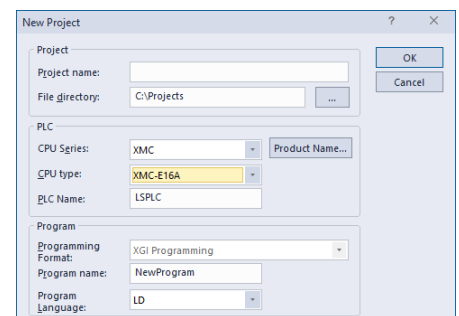 New Project
? ×
Project
Project name:
OK
File directory: C:\Projects ...
Cancel
PLC
CPU Series: XMC Product Name...
CPU type: XMC-E16A
PLC Name: LSPLC
Program
Programming
Format: XGI Programming
Program name: NewProgram
Program
Language: LD